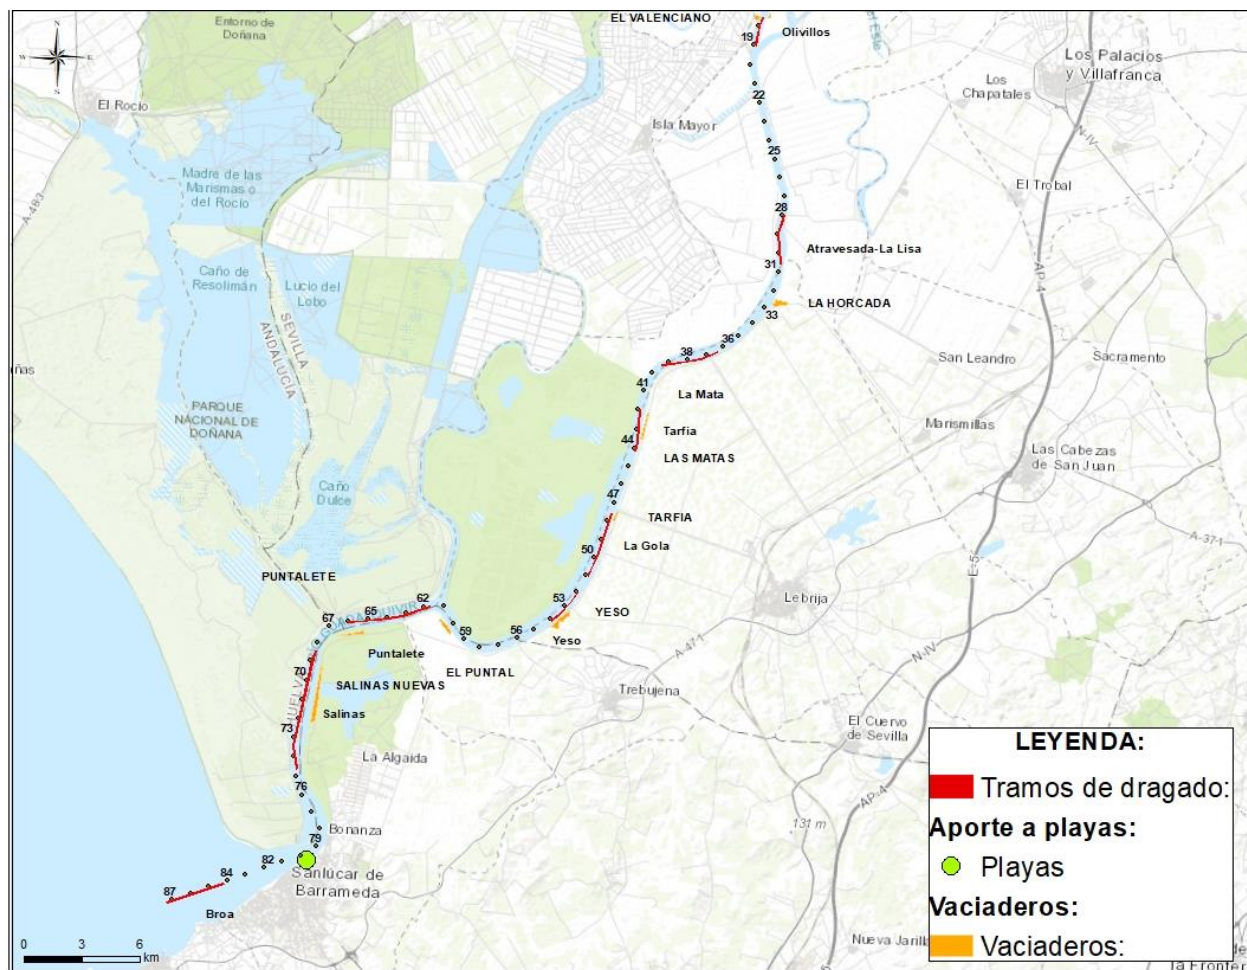 EL VALENCIANO
Entorno de
Doñana
19
Olivillos
N
W
E
Los Palacios
y Villafranca
Los
Chapatales
El Rocío
22
Isla Mayor
N-IV
25
Madre de las
Marismas o
del Rocío
A-483
El Trobal
28
Atravesada-La Lisa
31
Caño de
Resolimán
Lucio del
Lobo
AP-4
LA HORCADA
33
SEVILLA
ANDALUCÍA
36
38
San Leandro
Sacramento
41
La Mata
PARQUE
NACIONAL DE
DOÑANA
Tarfia
44
Marismillas
LAS MATAS
Las Cabezas
de San Juan
Caño
Dulce
47
TARFIA
A-371
50
La Gola
E-5
PUNTALETE
Lebrija
62
53
YESO
67
65
59
56
Yeso
A-471
N-IV
Puntalete
EL PUNTAL
70
SALINAS NUEVAS
Trebujena
HUELVA
Salinas
73
El Cuervo
de Sevilla
La Algaida
76
AP-4
131 m
Bonanza
79
82
84
Sanlúcar de
Barrameda
87
Broa
Nueva Jarill
0 3 6
km
LEYENDA:
Tramos de dragado:
Aporte a playas:
Playas
Vaciaderos:
Vaciaderos: